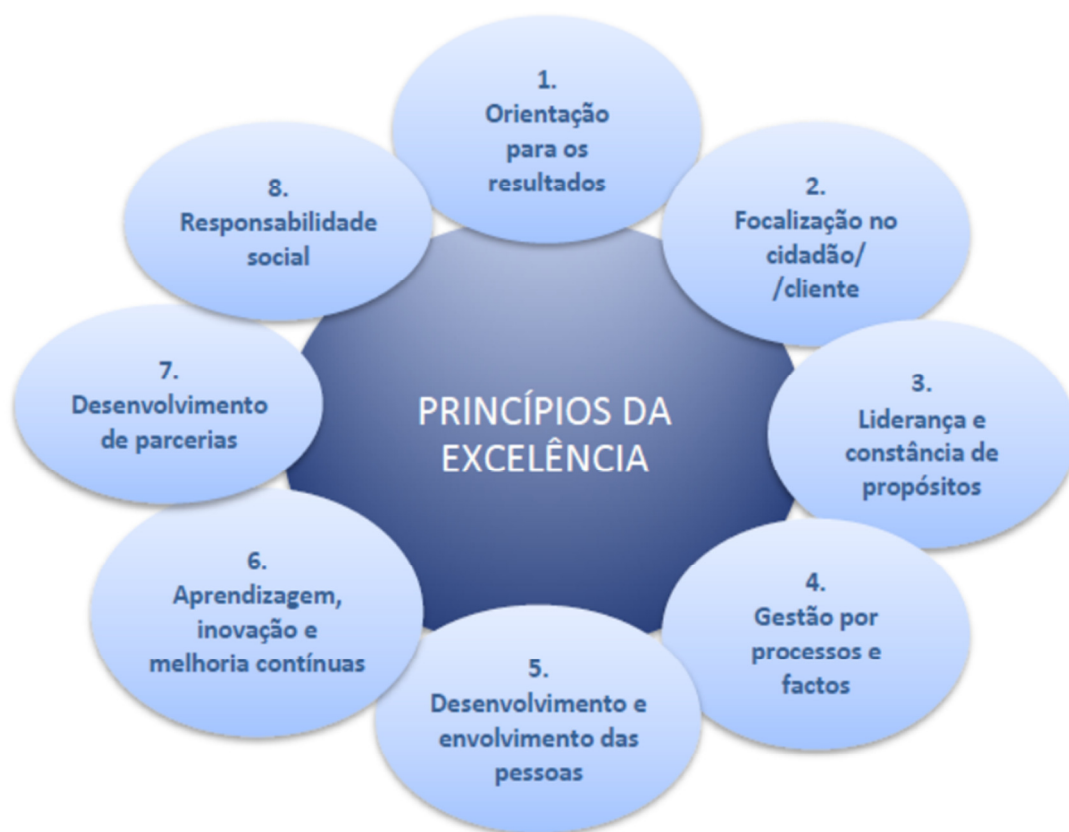 1.
Orientação
para os
resultados
2.
Focalização no
cidadão/
/cliente
3.
Liderança e
constância de
propósitos
4.
Gestão por
processos e
factos
5.
Desenvolvimento e
envolvimento das
pessoas
6.
Aprendizagem,
inovação e
melhoria contínuas
7.
Desenvolvimento
de parcerias
8.
Responsabilidade
social
PRINCÍPIOS DA
EXCELÊNCIA